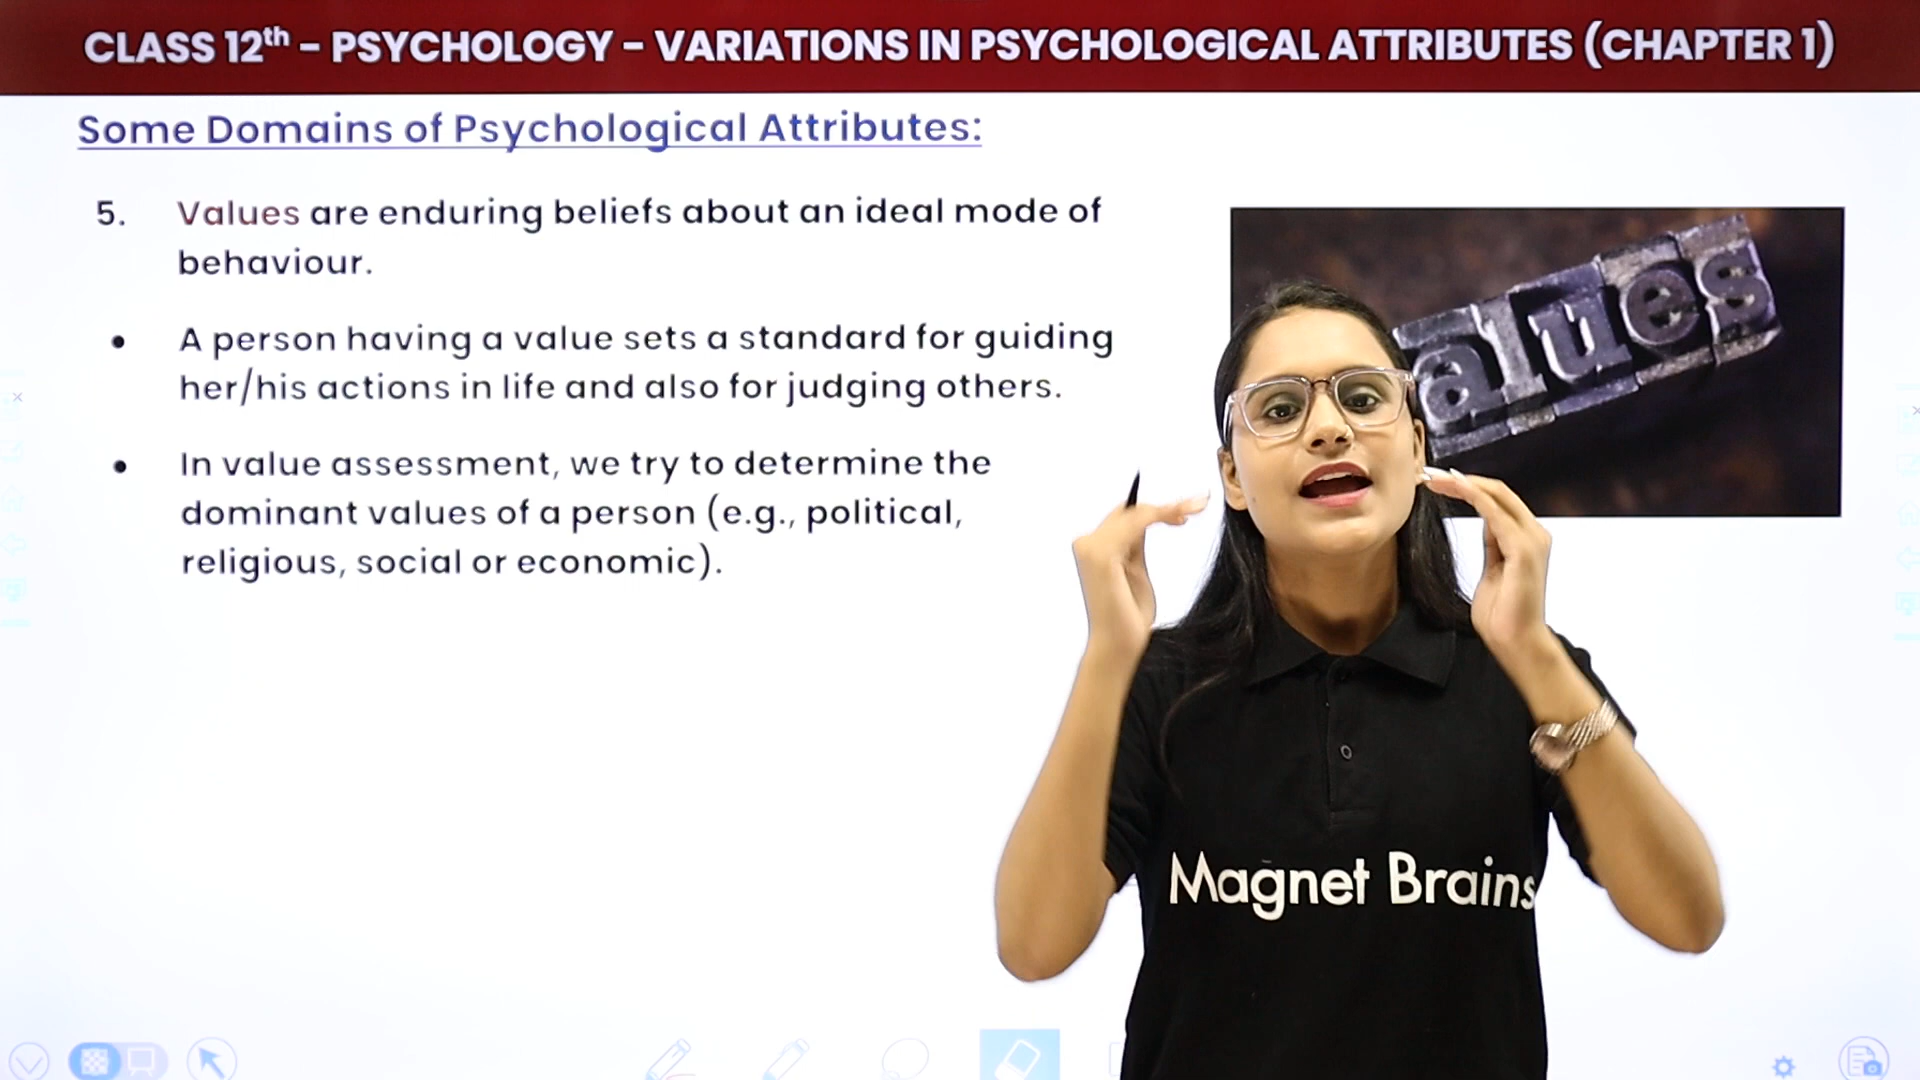 CLASS 12th - PSYCHOLOGY - VARIATIONS IN PSYCHOLOGICAL ATTRIBUTES (CHAPTER 1)
Some Domains of Psychological Attributes:
5. Values are enduring beliefs about an ideal mode of
behaviour.
• A person having a value sets a standard for guiding
her/his actions in life and also for judging others.
• In value assessment, we try to determine the
dominant values of a person (e.g., political,
religious, social or economic).
alues
Magnet Brains